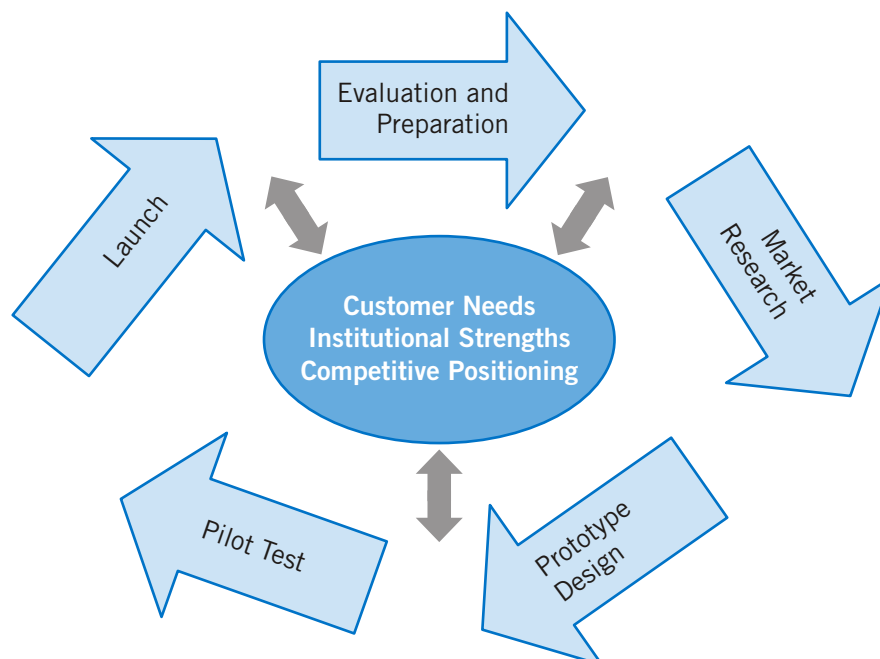 Evaluation and
Preparation
Market
Research
Prototype
Design
Pilot Test
Launch
Customer Needs
Institutional Strengths
Competitive Positioning